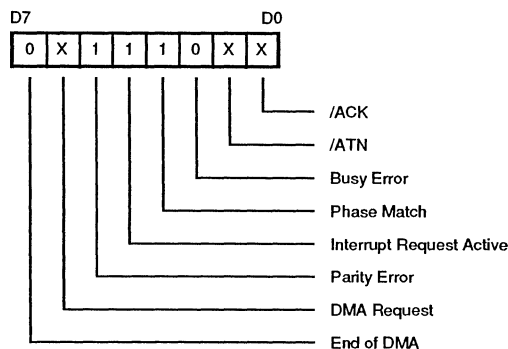 D7 D0
0 X 1 1 1 0 X X
/ACK
/ATN
Busy Error
Phase Match
Interrupt Request Active
Parity Error
DMA Request
End of DMA